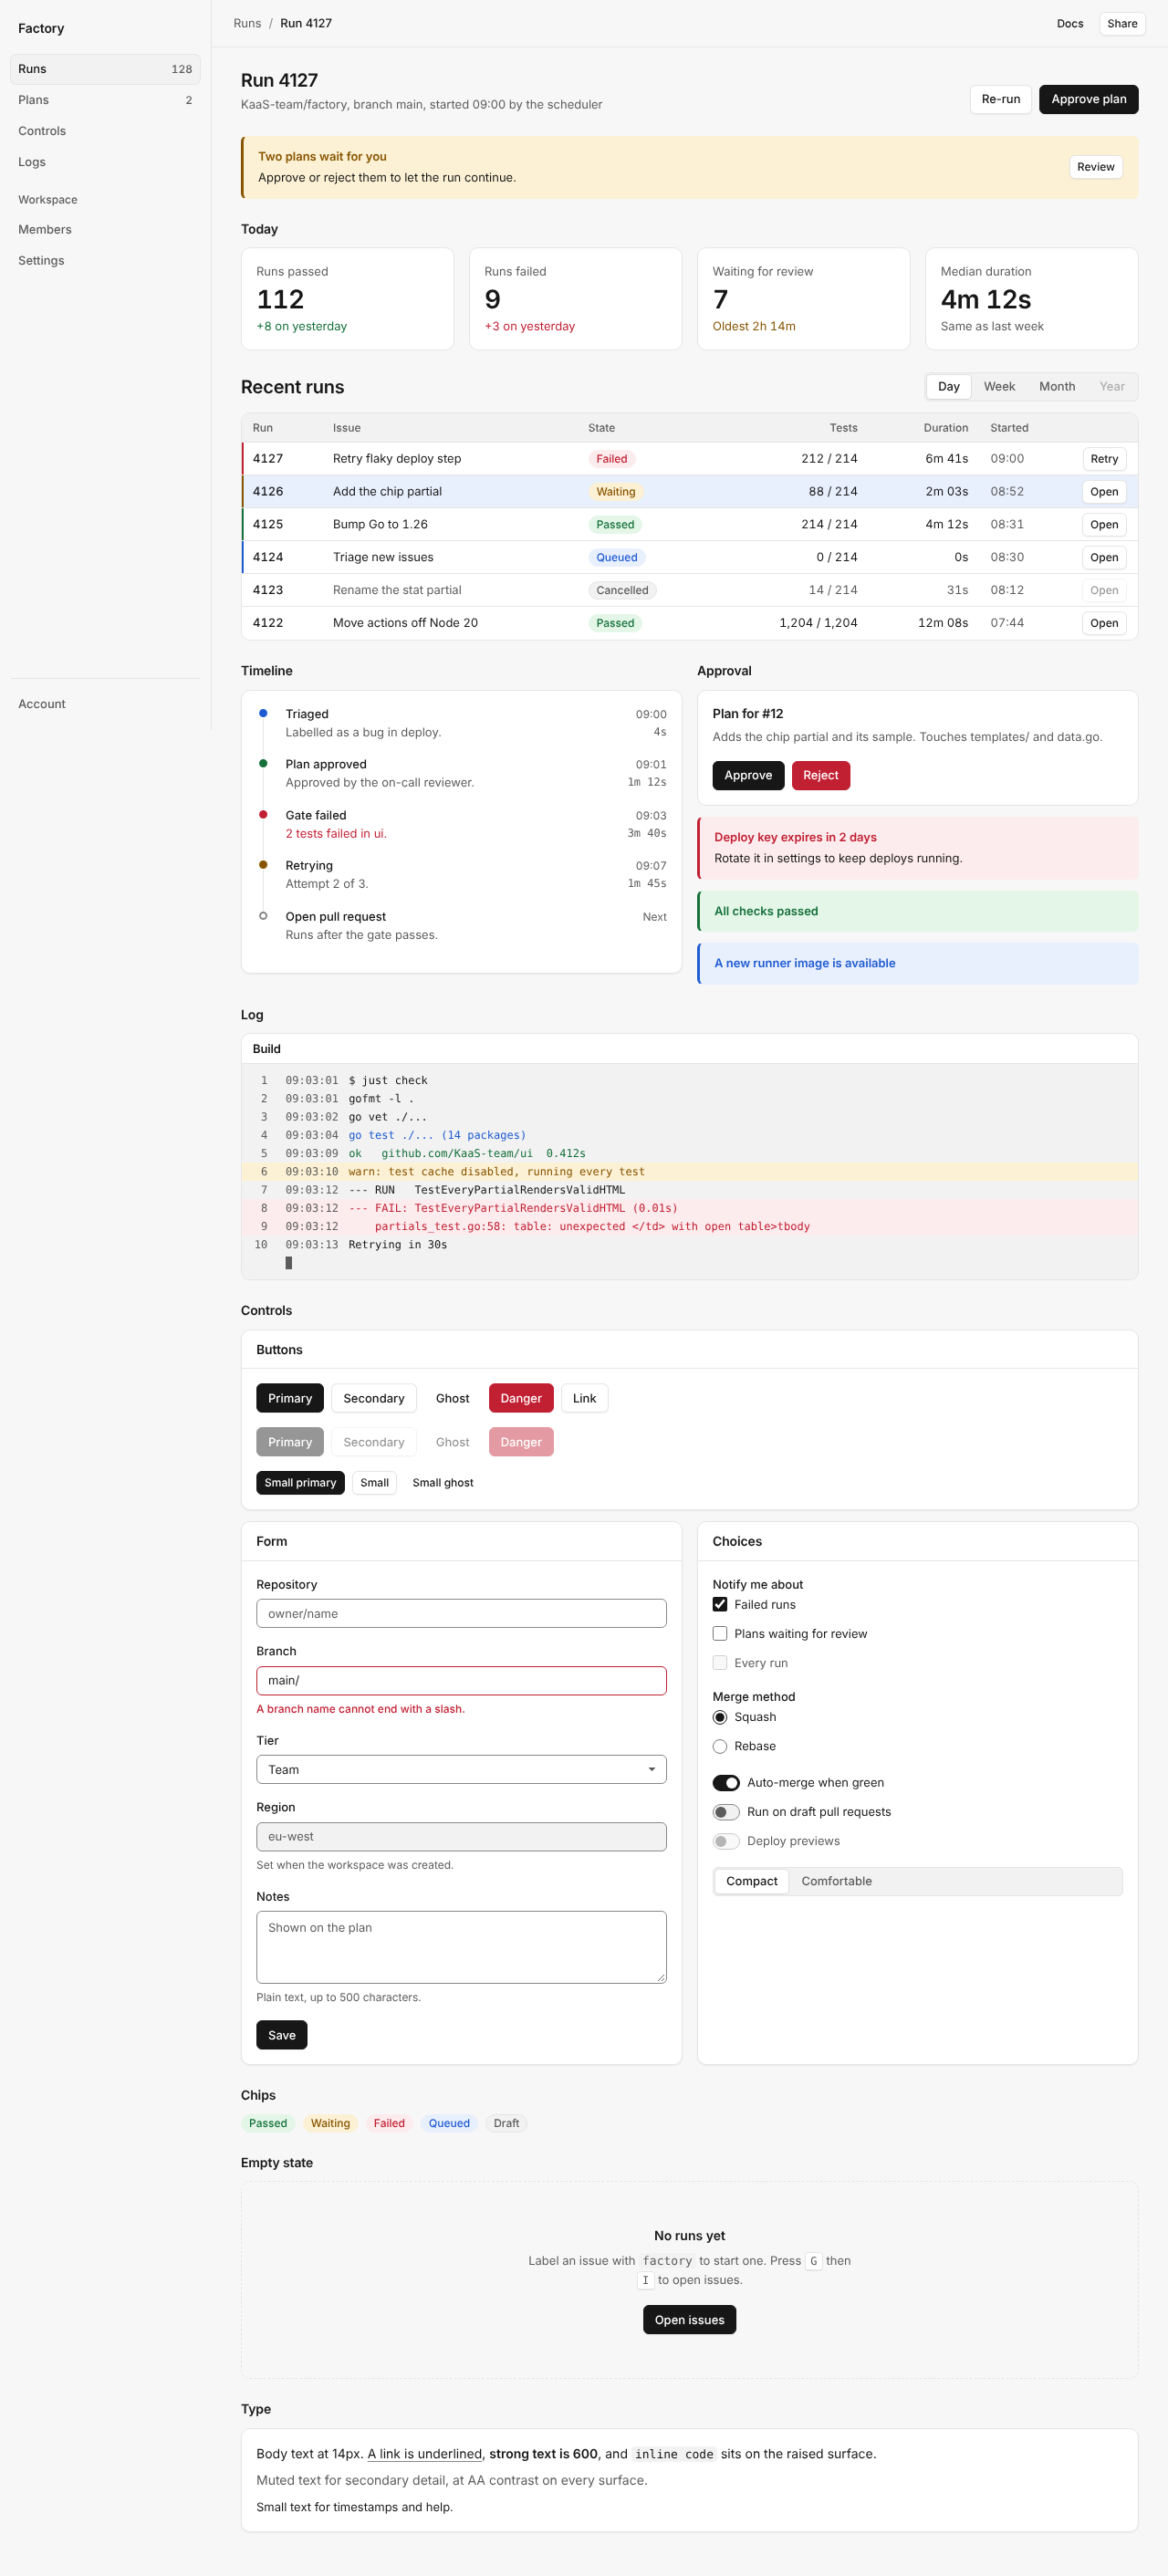 Factory
Runs 128
Plans 2
Controls
Logs
Workspace
Members
Settings
Account
Runs / Run 4127
Docs
Share
Run 4127
KaaS-team/factory, branch main, started 09:00 by the scheduler
Re-run
Approve plan
Two plans wait for you
Approve or reject them to let the run continue.
Review
Today
Runs passed
112
+8 on yesterday
Runs failed
9
+3 on yesterday
Waiting for review
7
Oldest 2h 14m
Median duration
4m 12s
Same as last week
Recent runs
Day Week Month Year
Run Issue State Tests Duration Started
4127 Retry flaky deploy step Failed 212 / 214 6m 41s 09:00 Retry
4126 Add the chip partial Waiting 88 / 214 2m 03s 08:52 Open
4125 Bump Go to 1.26 Passed 214 / 214 4m 12s 08:31 Open
4124 Triage new issues Queued 0 / 214 0s 08:30 Open
4123 Rename the stat partial Cancelled 14 / 214 31s 08:12 Open
4122 Move actions off Node 20 Passed 1,204 / 1,204 12m 08s 07:44 Open
Timeline
Triaged 09:00
Labelled as a bug in deploy. 4s
Plan approved 09:01
Approved by the on-call reviewer. 1m 12s
Gate failed 09:03
2 tests failed in ui. 3m 40s
Retrying 09:07
Attempt 2 of 3. 1m 45s
Open pull request Next
Runs after the gate passes.
Approval
Plan for #12
Adds the chip partial and its sample. Touches templates/ and data.go.
Approve
Reject
Deploy key expires in 2 days
Rotate it in settings to keep deploys running.
All checks passed
A new runner image is available
Log
Build
1 09:03:01 $ just check
2 09:03:01 gofmt -l .
3 09:03:02 go vet ./...
4 09:03:04 go test ./... (14 packages)
5 09:03:09 ok   github.com/KaaS-team/ui  0.412s
6 09:03:10 warn: test cache disabled, running every test
7 09:03:12 --- RUN   TestEveryPartialRendersValidHTML
8 09:03:12 --- FAIL: TestEveryPartialRendersValidHTML (0.01s)
9 09:03:12     partials_test.go:58: table: unexpected </td> with open table>tbody
10 09:03:13 Retrying in 30s
Controls
Buttons
Primary Secondary Ghost Danger Link
Primary Secondary Ghost Danger
Small primary Small Small ghost
Form
Repository
owner/name
Branch
main/
A branch name cannot end with a slash.
Tier
Team
Region
eu-west
Set when the workspace was created.
Notes
Shown on the plan
Plain text, up to 500 characters.
Save
Choices
Notify me about
Failed runs
Plans waiting for review
Every run
Merge method
Squash
Rebase
Auto-merge when green
Run on draft pull requests
Deploy previews
Compact Comfortable
Chips
Passed Waiting Failed Queued Draft
Empty state
No runs yet
Label an issue with factory to start one. Press G then
I to open issues.
Open issues
Type
Body text at 14px. A link is underlined, strong text is 600, and inline code sits on the raised surface.
Muted text for secondary detail, at AA contrast on every surface.
Small text for timestamps and help.